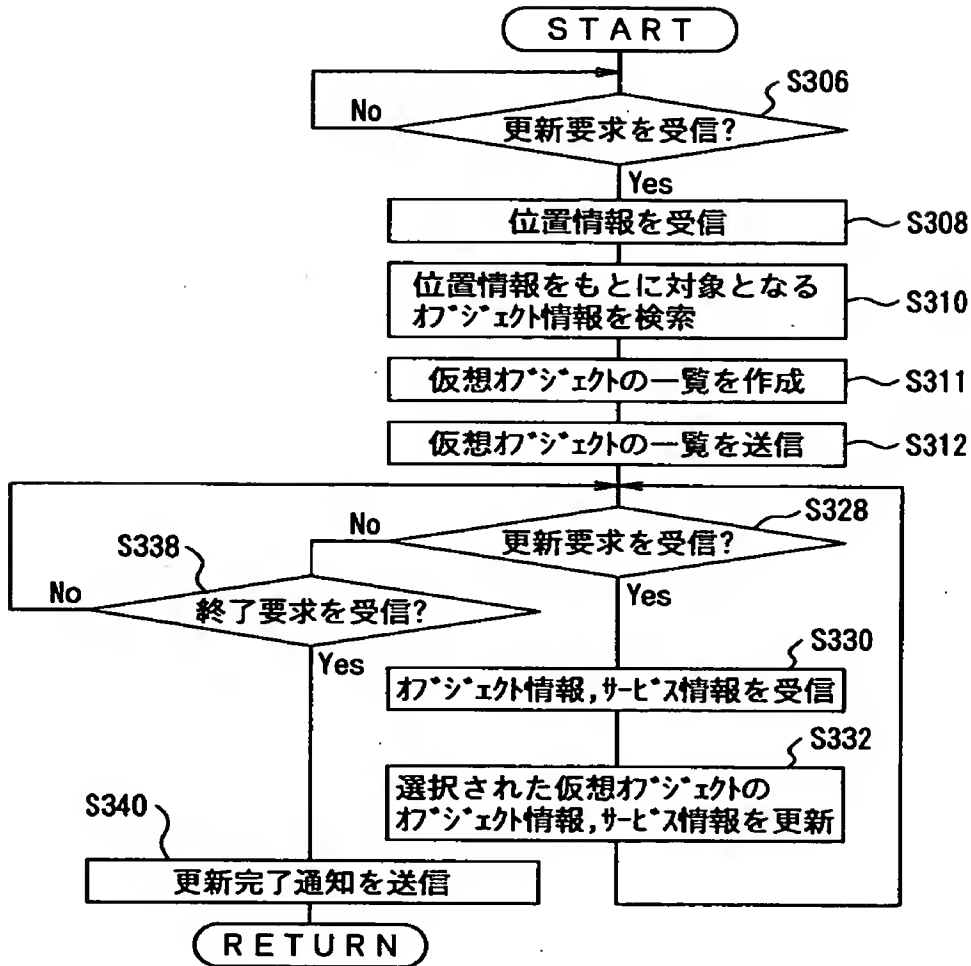 START
S306
No
更新要求を受信?
Yes
位置情報を受信
S308
位置情報をもとに対象となる
オブジェクト情報を検索
S310
仮想オブジェクトの一覧を作成
S311
仮想オブジェクトの一覧を送信
S312
No
S328
更新要求を受信?
S338
No
Yes
終了要求を受信?
Yes
S330
オブジェクト情報,サービス情報を受信
S332
選択された仮想オブジェクトの
オブジェクト情報,サービス情報を更新
S340
更新完了通知を送信
RETURN